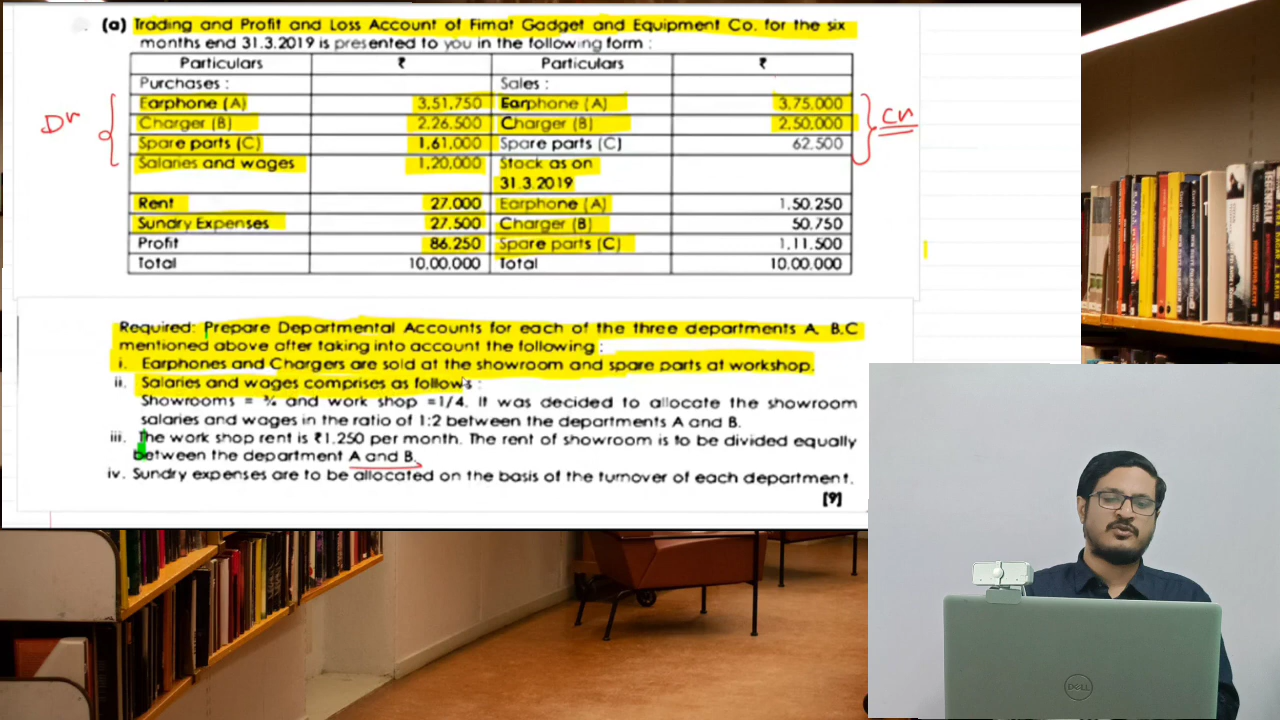 (a) Trading and Profit and Loss Account of Fimat Gadget and Equipment Co. for the six
months end 31.3.2019 is presented to you in the following form :
Particulars ₹ Particulars ₹
Purchases : Sales :
Earphone (A) 3,51,750 Earphone (A) 3,75,000
Charger (B) 2,26,500 Charger (B) 2,50,000
Spare parts (C) 1,61,000 Spare parts (C) 62,500
Salaries and wages 1,20,000 Stock as on
31.3.2019
Rent 27,000 Earphone (A) 1,50,250
Sundry Expenses 27,500 Charger (B) 50,750
Profit 86,250 Spare parts (C) 1,11,500
Total 10,00,000 Total 10,00,000
Dr
Cr
Required: Prepare Departmental Accounts for each of the three departments A, B,C
mentioned above after taking into account the following :
i. Earphones and Chargers are sold at the showroom and spare parts at workshop.
ii. Salaries and wages comprises as follows :
Showrooms = ¾ and work shop =1/4. It was decided to allocate the showroom
salaries and wages in the ratio of 1:2 between the departments A and B.
iii. The work shop rent is ₹1,250 per month. The rent of showroom is to be divided equally
between the department A and B.
iv. Sundry expenses are to be allocated on the basis of the turnover of each department.
[9]
DELL